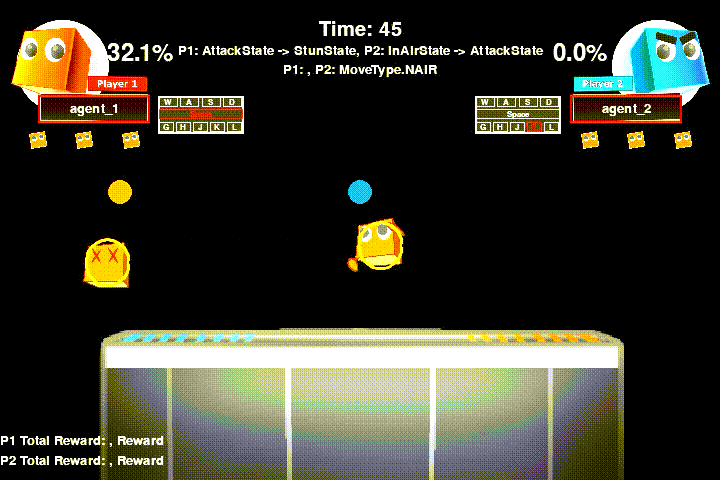 Time: 45
32.1% P1: AttackState -> StunState, P2: InAirState -> AttackState 0.0%
P1: , P2: MoveType.NAIR
Player 1
Player 2
agent_1
agent_2
W A S D
W A S D
Space
G H J K L
G H J L
P1 Total Reward: , Reward
P2 Total Reward: , Reward